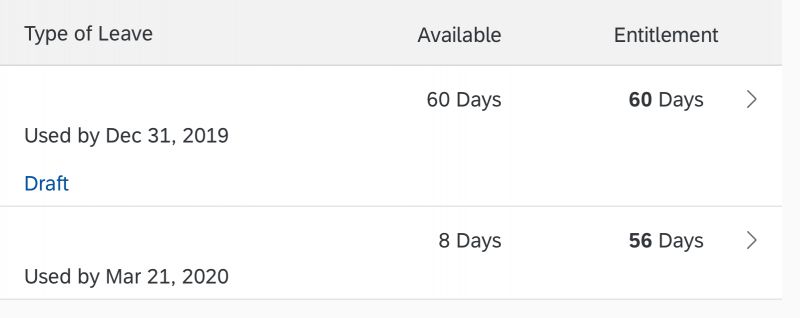 Type of Leave Available Entitlement
60 Days 60 Days
Used by Dec 31, 2019
Draft
8 Days 56 Days
Used by Mar 21, 2020